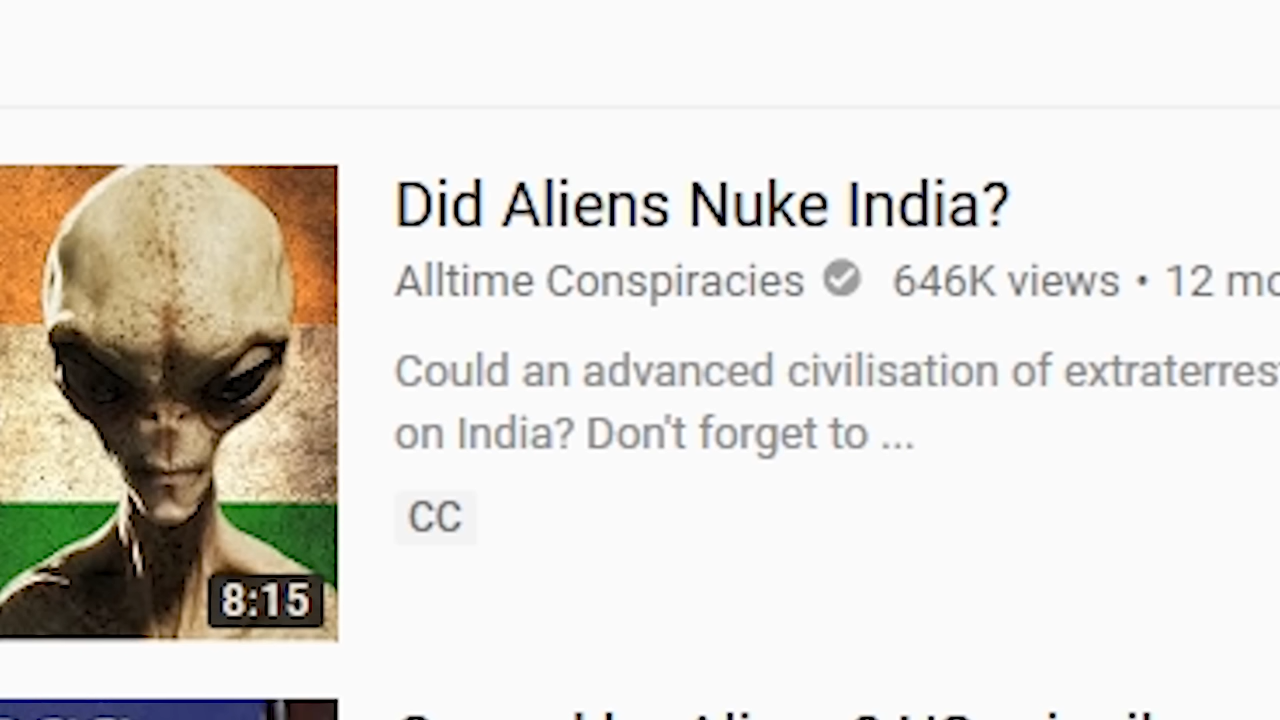 Did Aliens Nuke India?
Alltime Conspiracies 646K views • 12
Could an advanced civilisation of
on India? Don't forget to ...
CC
8:15